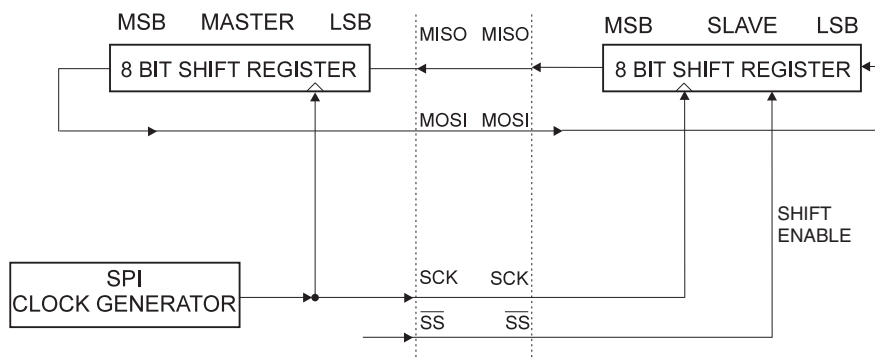 MSB MASTER LSB
MISO MISO
MSB SLAVE LSB
8 BIT SHIFT REGISTER
8 BIT SHIFT REGISTER
MOSI MOSI
SHIFT
ENABLE
SPI
CLOCK GENERATOR
SCK SCK
SS SS